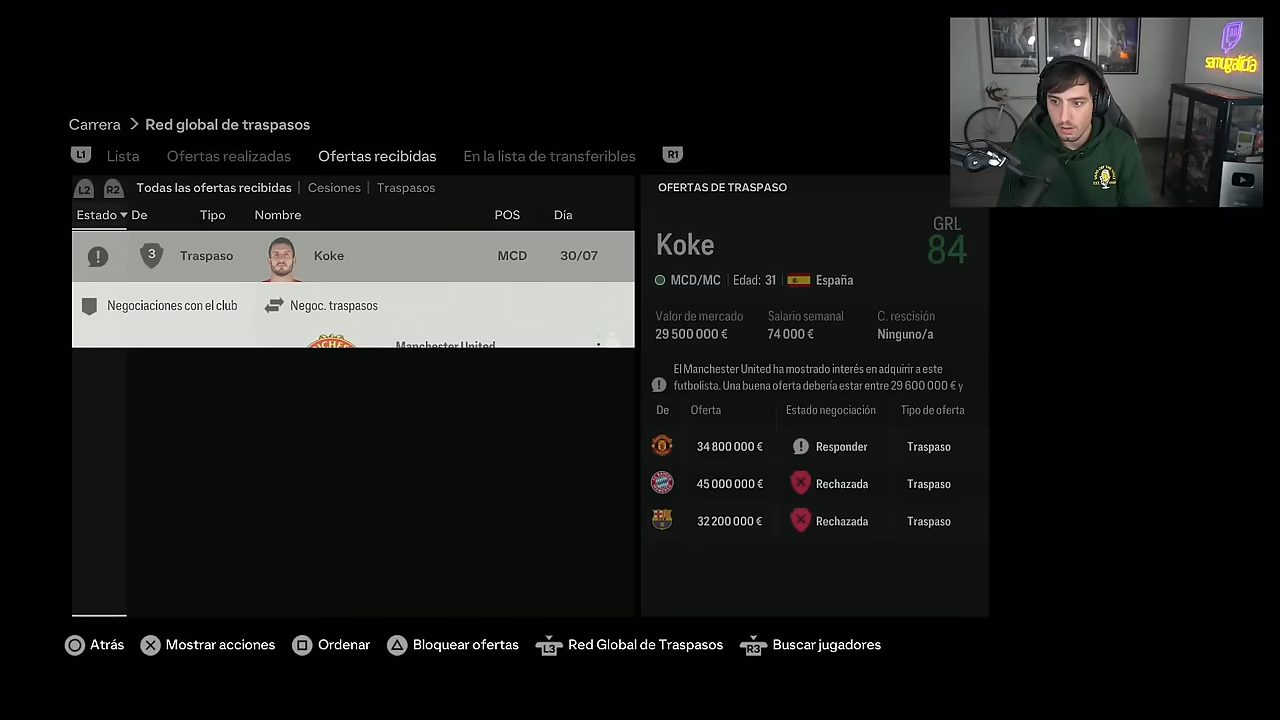 samugalicia
Carrera > Red global de traspasos
L1 Lista Ofertas realizadas Ofertas recibidas En la lista de transferibles R1
L2 R2 Todas las ofertas recibidas | Cesiones | Traspasos
Estado De Tipo Nombre POS Día
3 Traspaso Koke MCD 30/07
Negociaciones con el club Negoc. traspasos
Manchester United
OFERTAS DE TRASPASO
Koke
GRL
84
MCD/MC Edad: 31 España
Valor de mercado Salario semanal C. rescisión
29 500 000 € 74 000 € Ninguno/a
El Manchester United ha mostrado interés en adquirir a este
futbolista. Una buena oferta debería estar entre 29 600 000 € y
De Oferta Estado negociación Tipo de oferta
34 800 000 € Responder Traspaso
45 000 000 € Rechazada Traspaso
32 200 000 € Rechazada Traspaso
Atrás Mostrar acciones Ordenar Bloquear ofertas L3 Red Global de Traspasos R3 Buscar jugadores